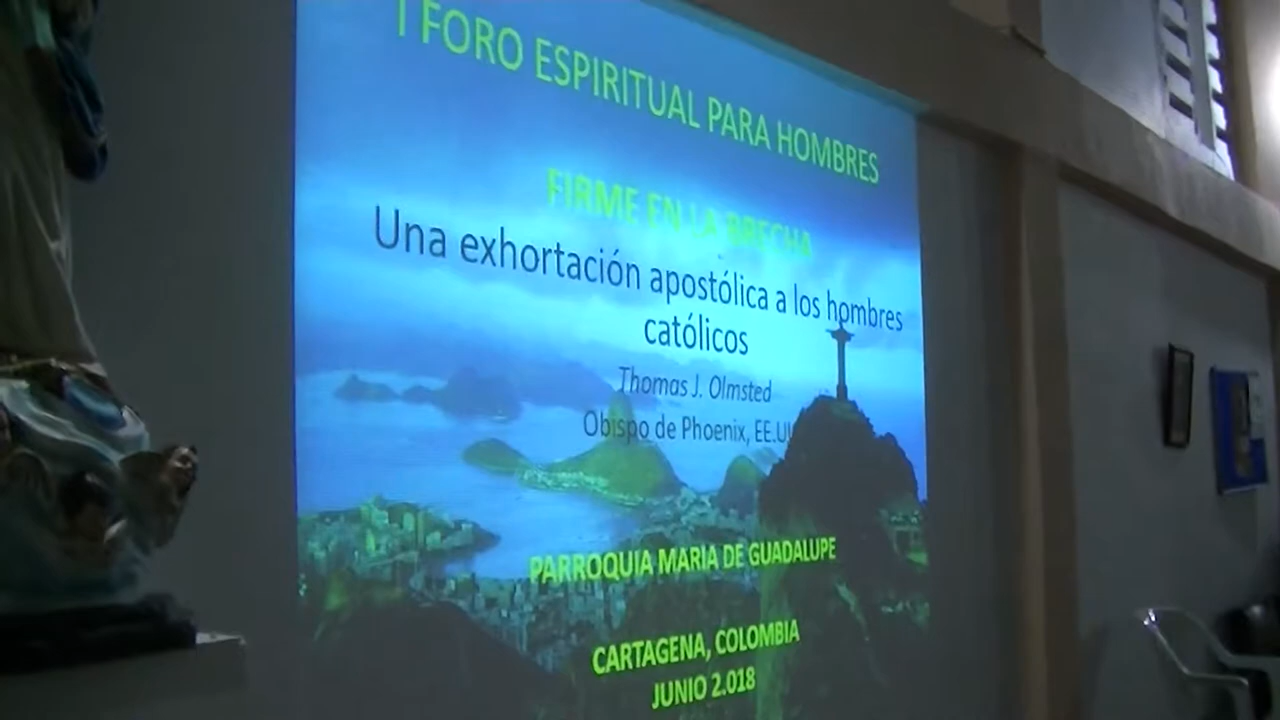 I FORO ESPIRITUAL PARA HOMBRES
FIRME EN LA BRECHA
Una exhortación apostólica a los hombres
católicos
Thomas J. Olmsted
Obispo de Phoenix, EE.UU
PARROQUIA MARIA DE GUADALUPE
CARTAGENA, COLOMBIA
JUNIO 2.018